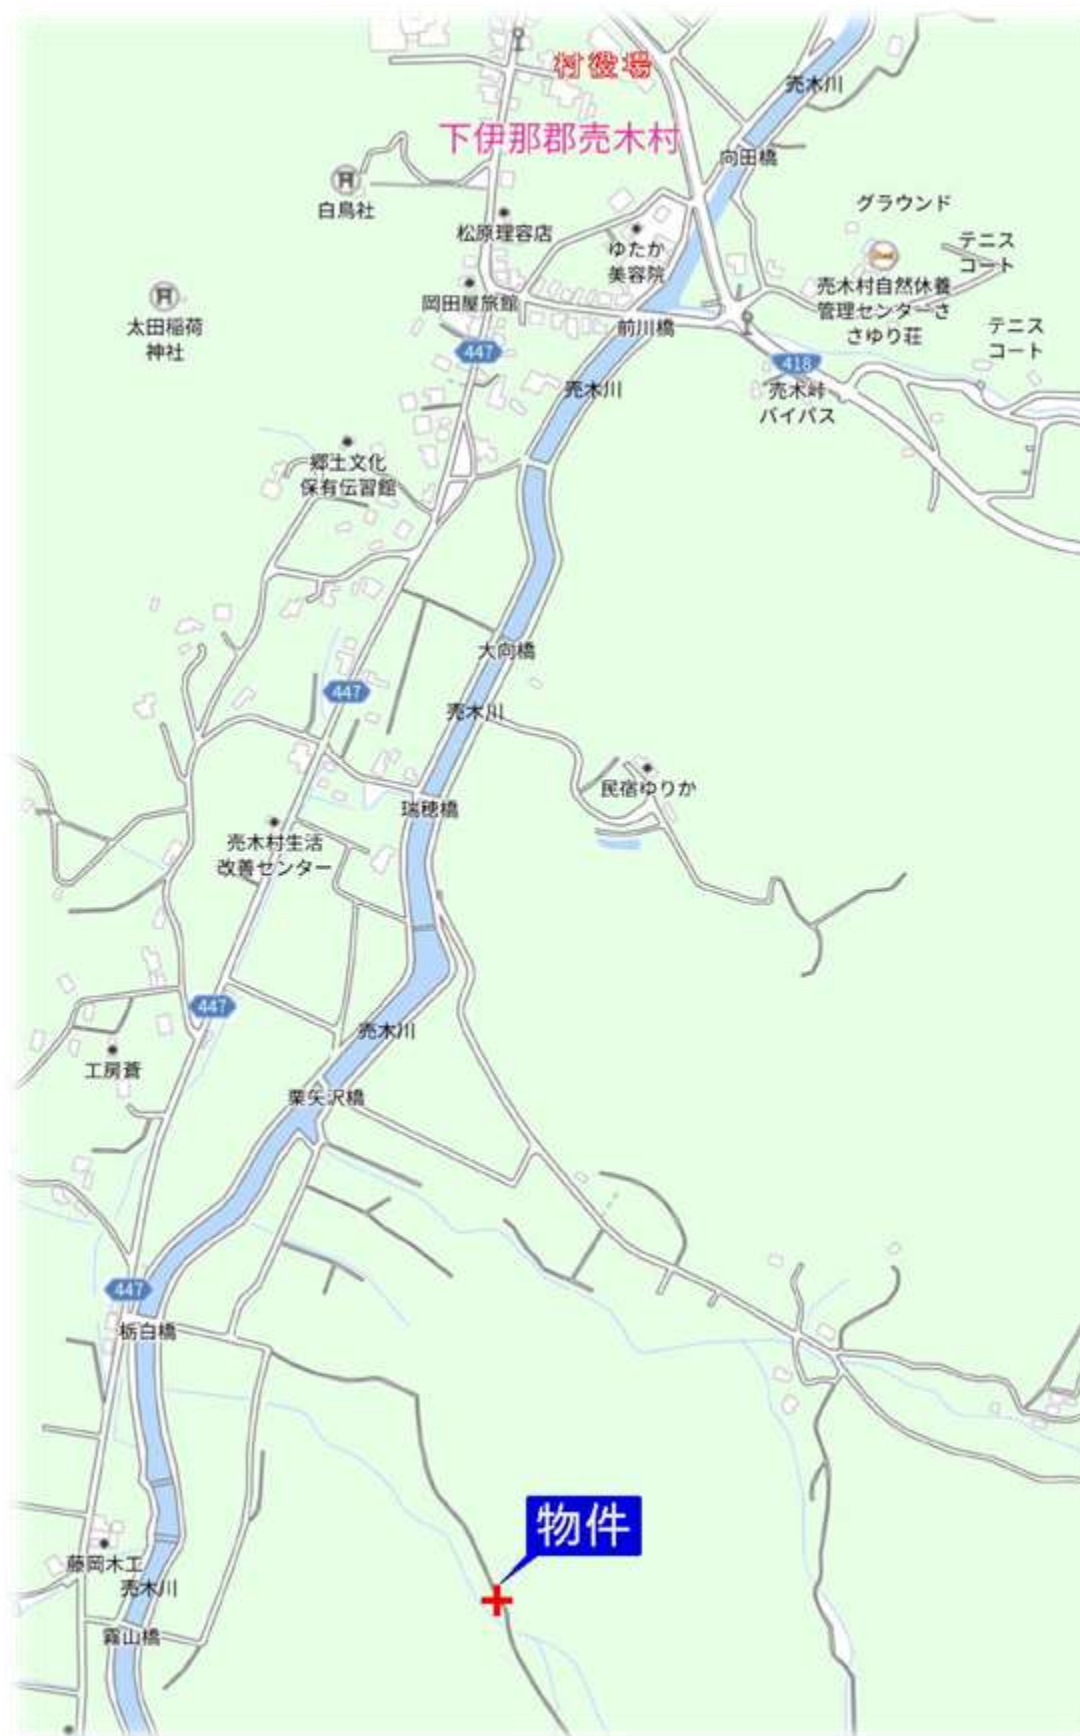 村役場
売木川
下伊那郡売木村
向田橋
白鳥社
グラウンド
松原理容店
ゆたか
美容院
テニス
コート
売木村自然休養
管理センターさ
さゆり荘
岡田屋旅館
太田稲荷
神社
前川橋
テニス
コート
447
418
売木峠
バイパス
売木川
郷土文化
保有伝習館
大向橋
447
売木川
民宿ゆりか
瑞穂橋
売木村生活
改善センター
447
売木川
工房蒼
栗矢沢橋
447
栃白橋
物件
藤岡木工
売木川
霧山橋